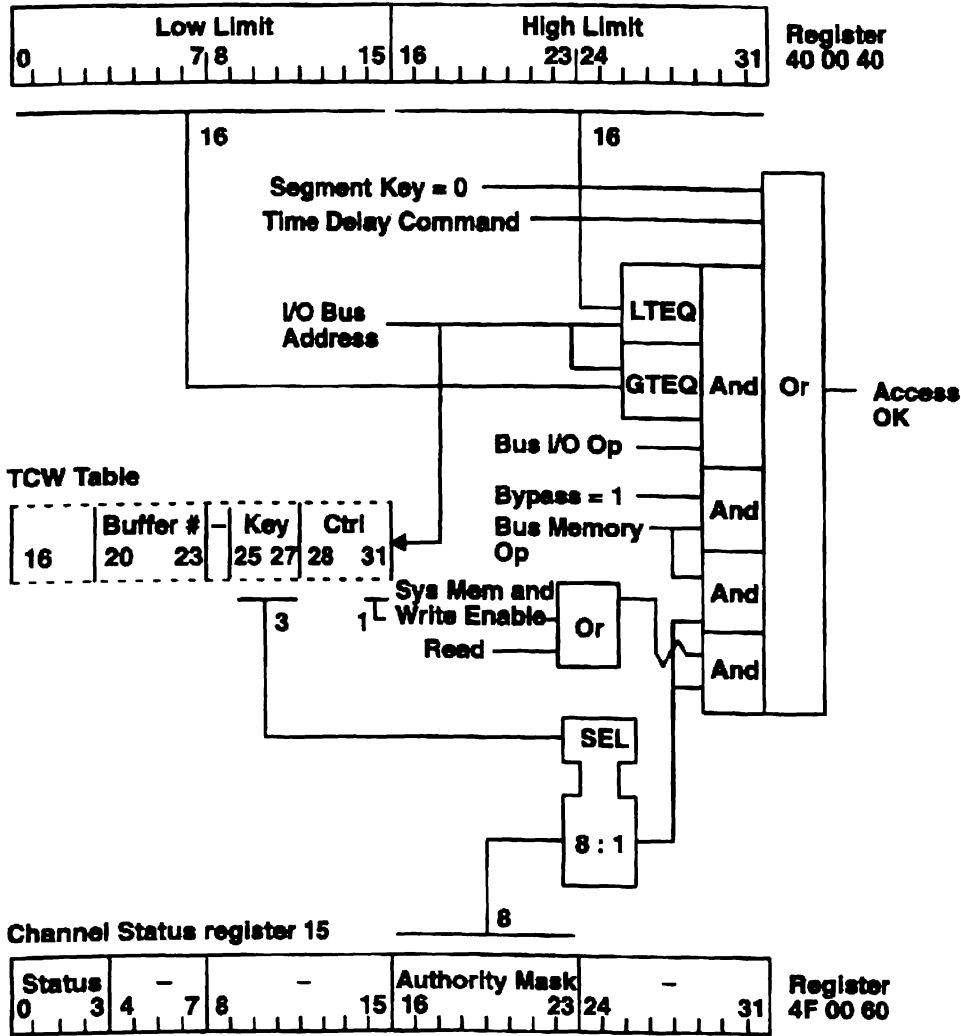 Low Limit High Limit
0 7 8 15 16 23 24 31
Register
40 00 40
16 16
Segment Key = 0
Time Delay Command
I/O Bus
Address
LTEQ
GTEQ And Or
Access
OK
Bus I/O Op
TCW Table
Bypass = 1
Bus Memory
Op
And
Buffer # – Key Ctrl
16 20 23 25 27 28 31
And
3 1
Sys Mem and
Write Enable
Read
Or
And
SEL
8 : 1
8
Channel Status register 15
Status – – Authority Mask –
0 3 4 7 8 15 16 23 24 31
Register
4F 00 60